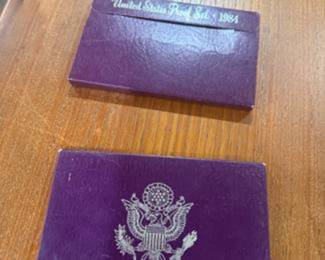 United States Proof Set · 1984